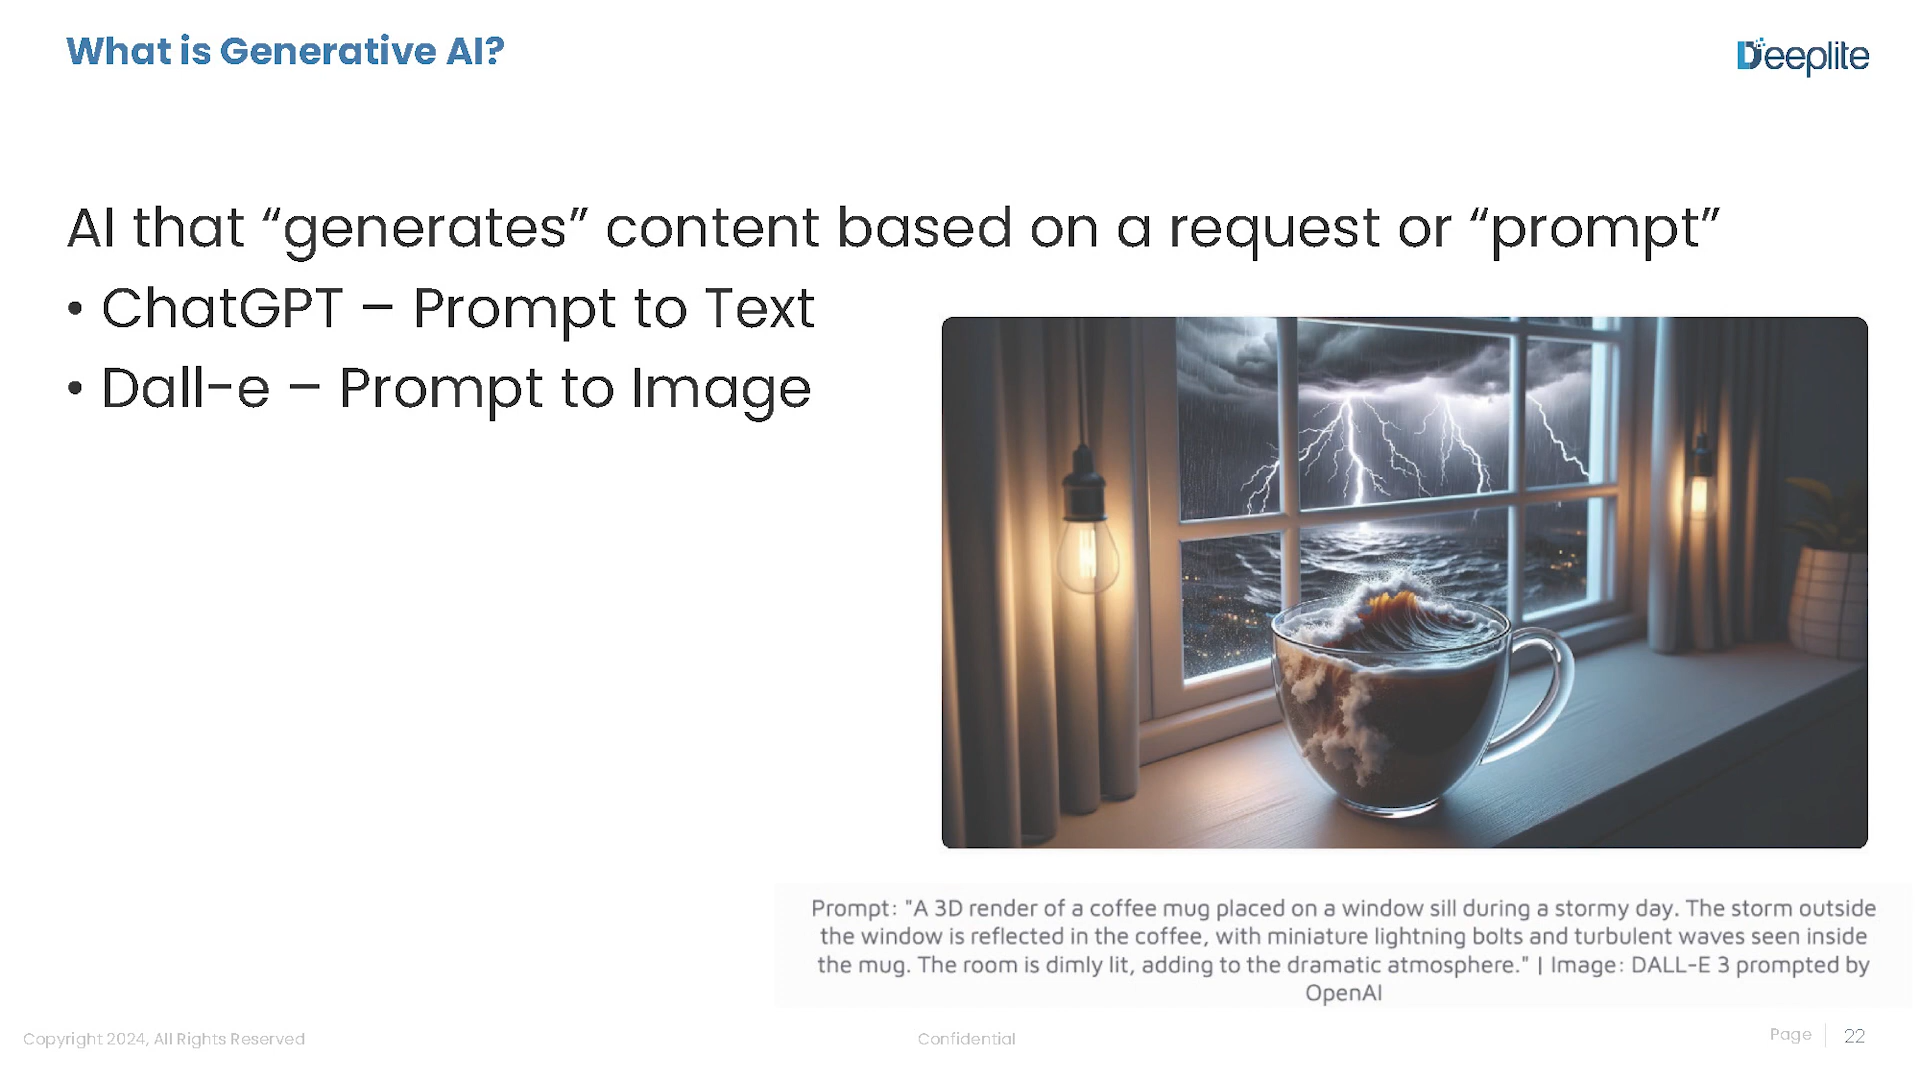 What is Generative AI?
Deeplite
AI that “generates” content based on a request or “prompt”
• ChatGPT – Prompt to Text
• Dall-e – Prompt to Image
Prompt: "A 3D render of a coffee mug placed on a window sill during a stormy day. The storm outside
the window is reflected in the coffee, with miniature lightning bolts and turbulent waves seen inside
the mug. The room is dimly lit, adding to the dramatic atmosphere." | Image: DALL-E 3 prompted by
OpenAI
Copyright 2024, All Rights Reserved
Confidential
Page | 22